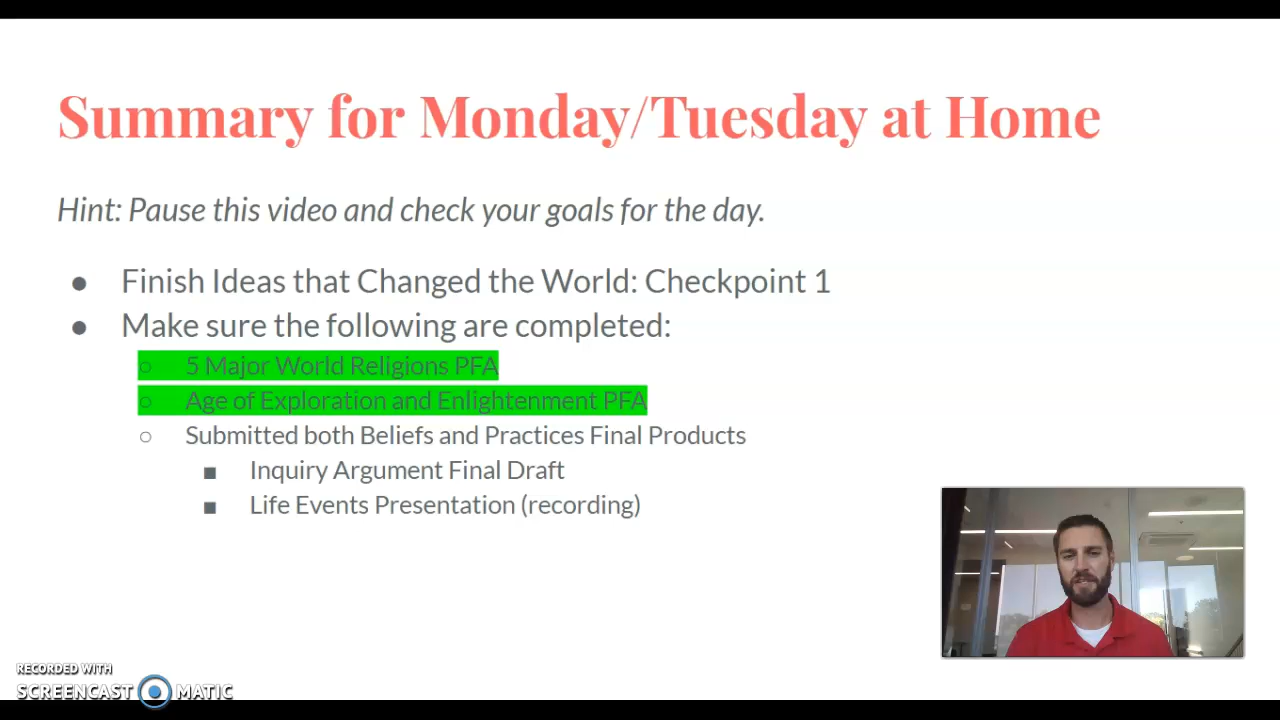 Summary for Monday/Tuesday at Home
Hint: Pause this video and check your goals for the day.
● Finish Ideas that Changed the World: Checkpoint 1
● Make sure the following are completed:
○ 5 Major World Religions PFA
○ Age of Exploration and Enlightenment PFA
○ Submitted both Beliefs and Practices Final Products
■ Inquiry Argument Final Draft
■ Life Events Presentation (recording)
RECORDED WITH
SCREENCAST MATIC